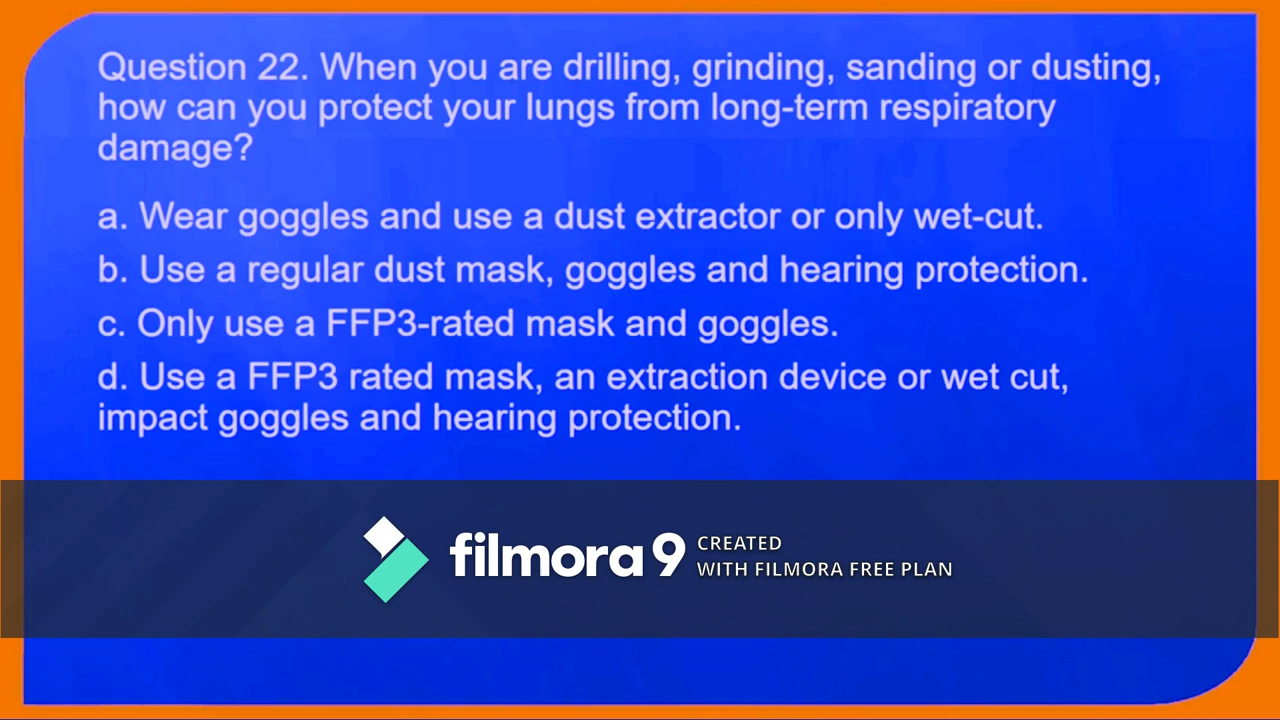 Question 22. When you are drilling, grinding, sanding or dusting,
how can you protect your lungs from long-term respiratory
damage?
a. Wear goggles and use a dust extractor or only wet-cut.
b. Use a regular dust mask, goggles and hearing protection.
c. Only use a FFP3-rated mask and goggles.
d. Use a FFP3 rated mask, an extraction device or wet cut,
impact goggles and hearing protection.
filmora 9
CREATED
WITH FILMORA FREE PLAN